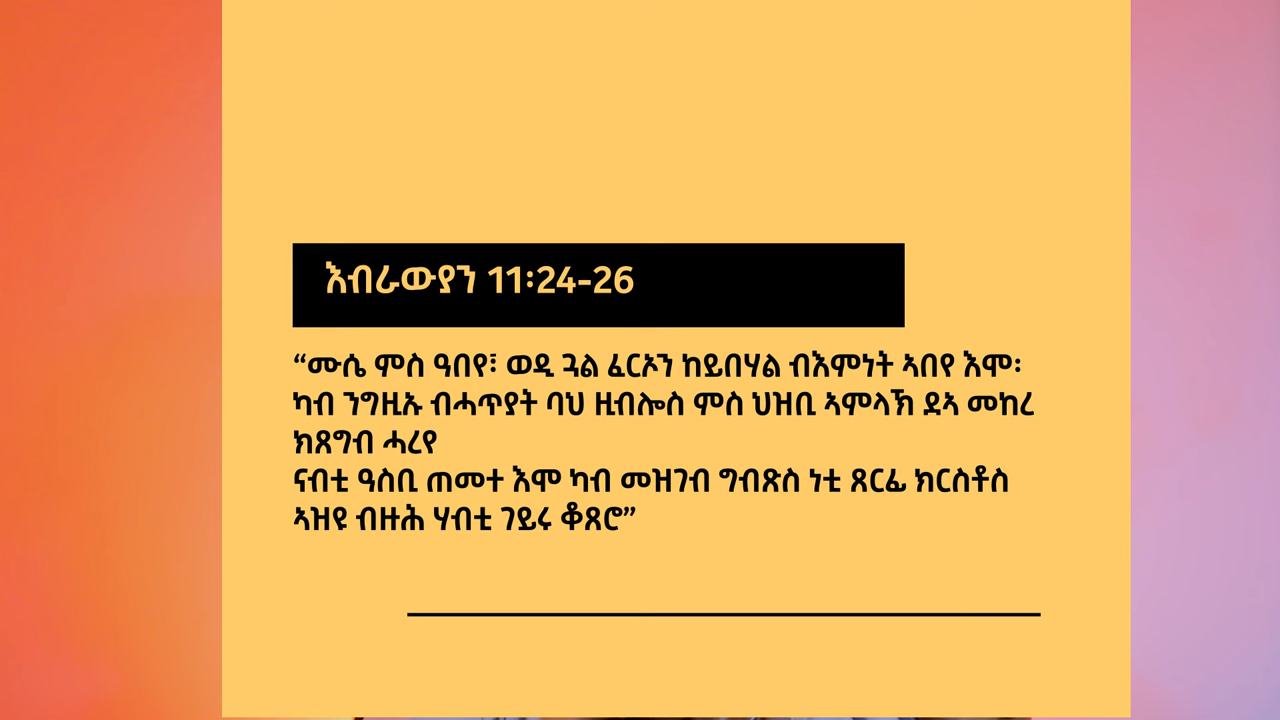 እብራውያን 11፡24-26
“ሙሴ ምስ ዓበየ፣ ወዲ ጓል ፈርኦን ከይበሃል ብእምነት ኣበየ እሞ፡
ካብ ንግዚኡ ብሓጥያት ባህ ዚብሎስ ምስ ህዝቢ ኣምላኽ ደኣ መከረ
ክጸግብ ሓረየ
ናብቲ ዓስቢ ጠመተ እሞ ካብ መዝገብ ግብጽስ ነቲ ጸርፊ ክርስቶስ
ኣዝዩ ብዙሕ ሃብቲ ገይሩ ቆጸሮ”